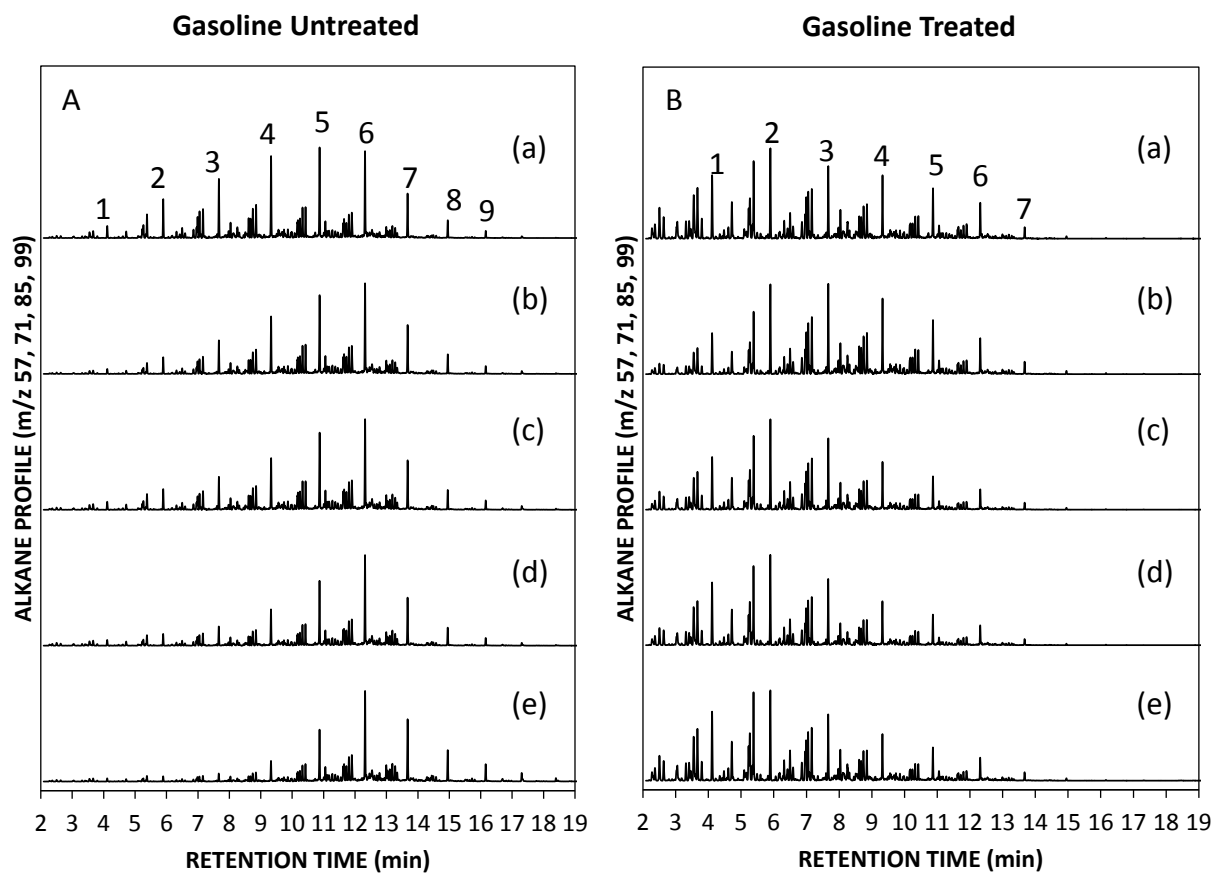 Gasoline Untreated
Gasoline Treated
ALKANE PROFILE (m/z 57, 71, 85, 99)
A
1
2
3
4
5
6
7
8
9
(a)
(b)
(c)
(d)
(e)
2 3 4 5 6 7 8 9 10 11 12 13 14 15 16 17 18 19
RETENTION TIME (min)
ALKANE PROFILE (m/z 57, 71, 85, 99)
B
1
2
3
4
5
6
7
(a)
(b)
(c)
(d)
(e)
2 3 4 5 6 7 8 9 10 11 12 13 14 15 16 17 18 19
RETENTION TIME (min)